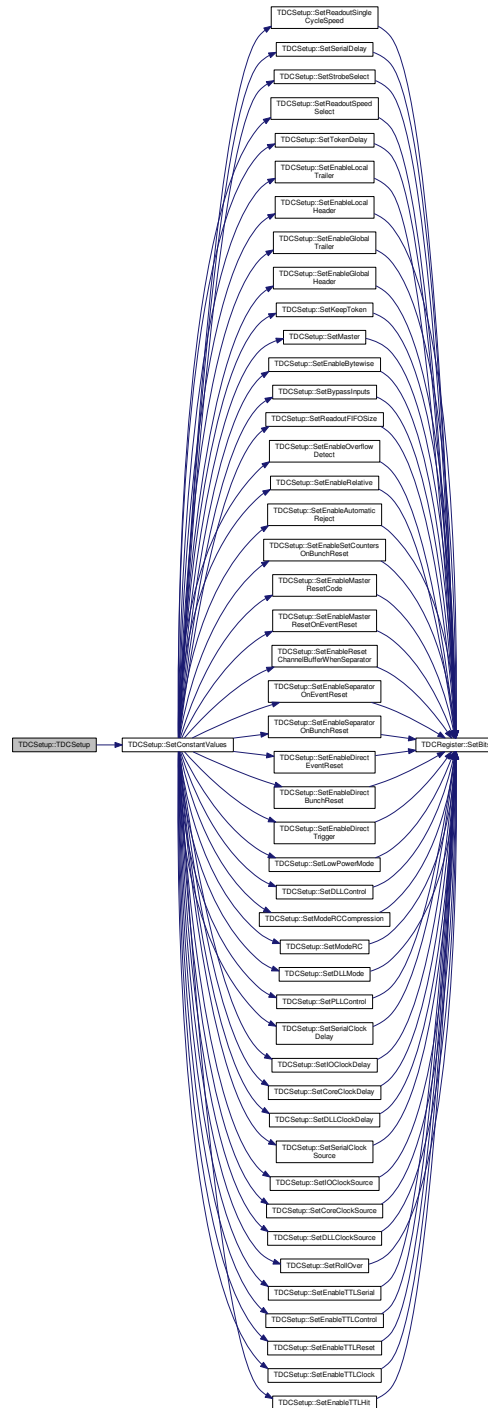 TDCSetup::SetReadoutSingle
CycleSpeed
TDCSetup::SetSerialDelay
TDCSetup::SetStrobeSelect
TDCSetup::SetReadoutSpeed
Select
TDCSetup::SetTokenDelay
TDCSetup::SetEnableLocal
Trailer
TDCSetup::SetEnableLocal
Header
TDCSetup::SetEnableGlobal
Trailer
TDCSetup::SetEnableGlobal
Header
TDCSetup::SetKeepToken
TDCSetup::SetMaster
TDCSetup::SetEnableBytewise
TDCSetup::SetBypassInputs
TDCSetup::SetReadoutFIFOSize
TDCSetup::SetEnableOverflow
Detect
TDCSetup::SetEnableRelative
TDCSetup::SetEnableAutomatic
Reject
TDCSetup::SetEnableSetCounters
OnBunchReset
TDCSetup::SetEnableMaster
ResetCode
TDCSetup::SetEnableMaster
ResetOnEventReset
TDCSetup::SetEnableReset
ChannelBufferWhenSeparator
TDCSetup::SetEnableSeparator
OnEventReset
TDCSetup::SetEnableSeparator
OnBunchReset
TDCSetup::TDCSetup
TDCSetup::SetConstantValues
TDCRegister::SetBits
TDCSetup::SetEnableDirect
EventReset
TDCSetup::SetEnableDirect
BunchReset
TDCSetup::SetEnableDirect
Trigger
TDCSetup::SetLowPowerMode
TDCSetup::SetDLLControl
TDCSetup::SetModeRCCompression
TDCSetup::SetModeRC
TDCSetup::SetDLLMode
TDCSetup::SetPLLControl
TDCSetup::SetSerialClock
Delay
TDCSetup::SetIOClockDelay
TDCSetup::SetCoreClockDelay
TDCSetup::SetDLLClockDelay
TDCSetup::SetSerialClock
Source
TDCSetup::SetIOClockSource
TDCSetup::SetCoreClockSource
TDCSetup::SetDLLClockSource
TDCSetup::SetRollOver
TDCSetup::SetEnableTTLSerial
TDCSetup::SetEnableTTLControl
TDCSetup::SetEnableTTLReset
TDCSetup::SetEnableTTLClock
TDCSetup::SetEnableTTLHit